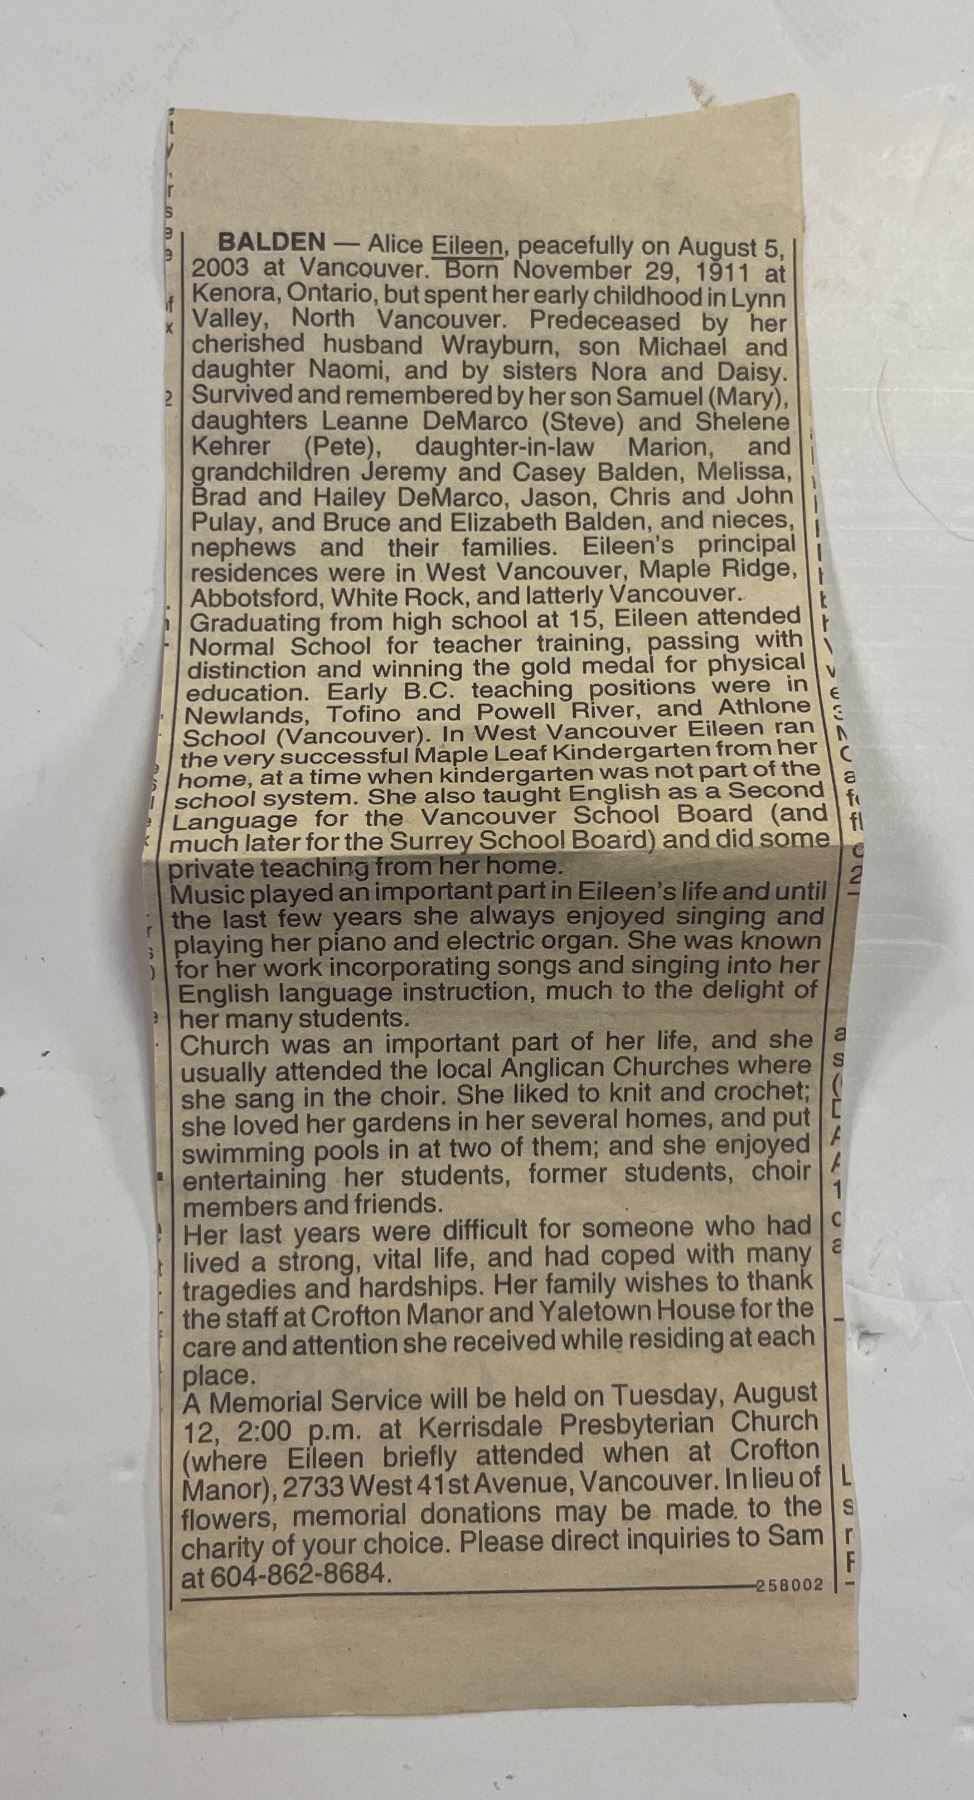 BALDEN — Alice Eileen, peacefully on August 5,
2003 at Vancouver. Born November 29, 1911 at
Kenora, Ontario, but spent her early childhood in Lynn
Valley, North Vancouver. Predeceased by her
cherished husband Wrayburn, son Michael and
daughter Naomi, and by sisters Nora and Daisy.
Survived and remembered by her son Samuel (Mary),
daughters Leanne DeMarco (Steve) and Shelene
Kehrer (Pete), daughter-in-law Marion, and
grandchildren Jeremy and Casey Balden, Melissa,
Brad and Hailey DeMarco, Jason, Chris and John
Pulay, and Bruce and Elizabeth Balden, and nieces,
nephews and their families. Eileen's principal
residences were in West Vancouver, Maple Ridge,
Abbotsford, White Rock, and latterly Vancouver.
Graduating from high school at 15, Eileen attended
Normal School for teacher training, passing with
distinction and winning the gold medal for physical
education. Early B.C. teaching positions were in
Newlands, Tofino and Powell River, and Athlone
School (Vancouver). In West Vancouver Eileen ran
the very successful Maple Leaf Kindergarten from her
home, at a time when kindergarten was not part of the
school system. She also taught English as a Second
Language for the Vancouver School Board (and
much later for the Surrey School Board) and did some
private teaching from her home.
Music played an important part in Eileen's life and until
the last few years she always enjoyed singing and
playing her piano and electric organ. She was known
for her work incorporating songs and singing into her
English language instruction, much to the delight of
her many students.
Church was an important part of her life, and she
usually attended the local Anglican Churches where
she sang in the choir. She liked to knit and crochet;
she loved her gardens in her several homes, and put
swimming pools in at two of them; and she enjoyed
entertaining her students, former students, choir
members and friends.
Her last years were difficult for someone who had
lived a strong, vital life, and had coped with many
tragedies and hardships. Her family wishes to thank
the staff at Crofton Manor and Yaletown House for the
care and attention she received while residing at each
place.
A Memorial Service will be held on Tuesday, August
12, 2:00 p.m. at Kerrisdale Presbyterian Church
(where Eileen briefly attended when at Crofton
Manor), 2733 West 41st Avenue, Vancouver. In lieu of
flowers, memorial donations may be made to the
charity of your choice. Please direct inquiries to Sam
at 604-862-8684.
258002